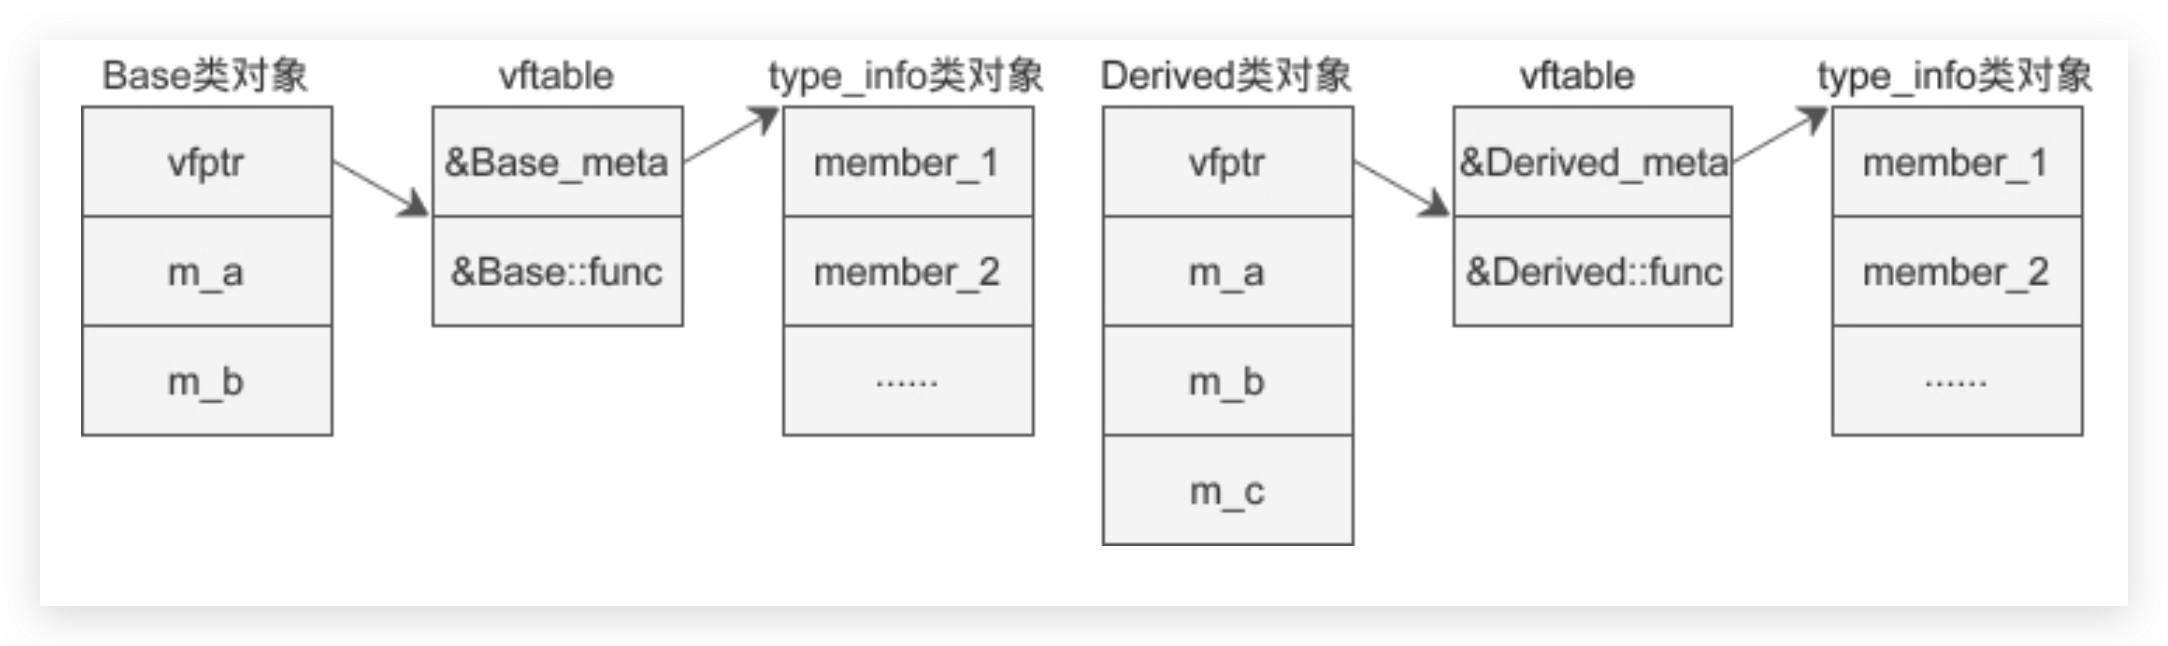 Base类对象
vfptr
m_a
m_b
vftable
&Base_meta
&Base::func
type_info类对象
member_1
member_2
······
Derived类对象
vfptr
m_a
m_b
m_c
vftable
&Derived_meta
&Derived::func
type_info类对象
member_1
member_2
······